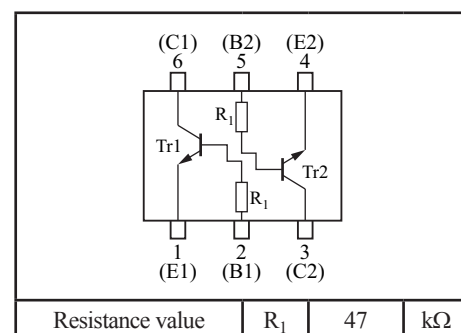 (C1) (B2) (E2)
6 5 4
R1
Tr1
Tr2
R1
1 2 3
(E1) (B1) (C2)
Resistance value R1 47 kΩ